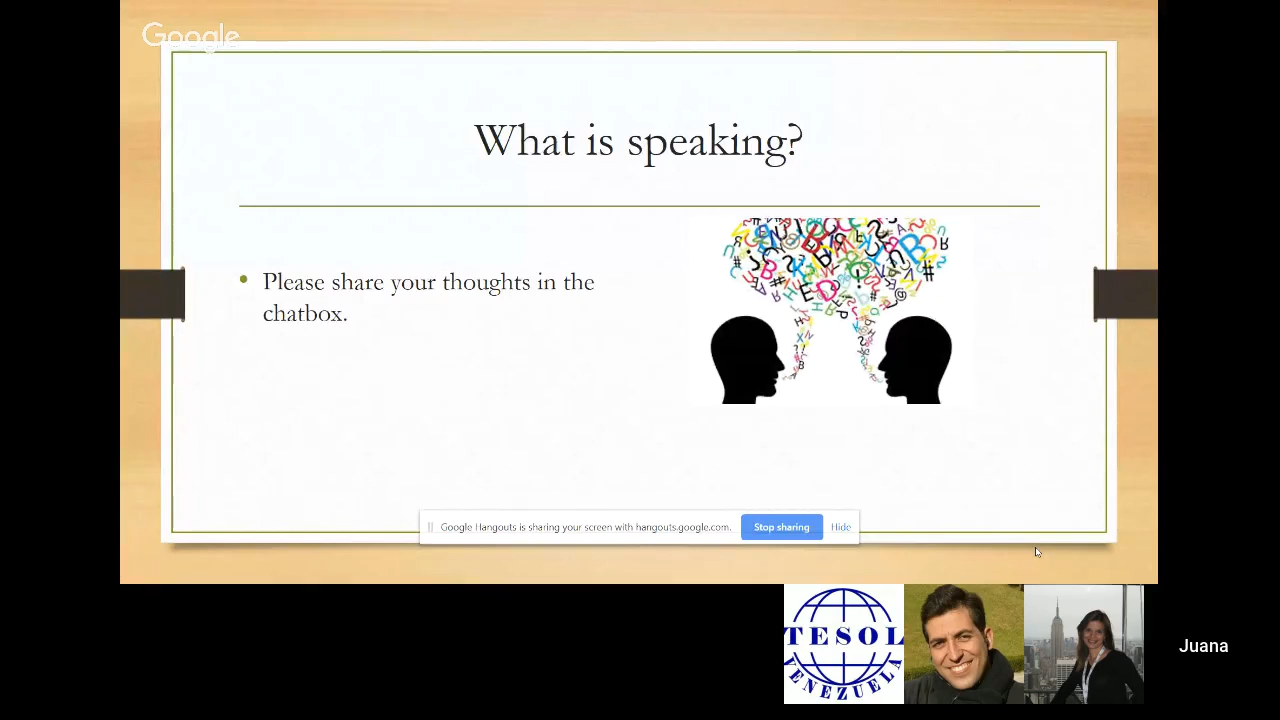 Google
What is speaking?
• Please share your thoughts in the
chatbox.
Google Hangouts is sharing your screen with hangouts.google.com. Stop sharing Hide
TESOL
VENEZUELA
Juana